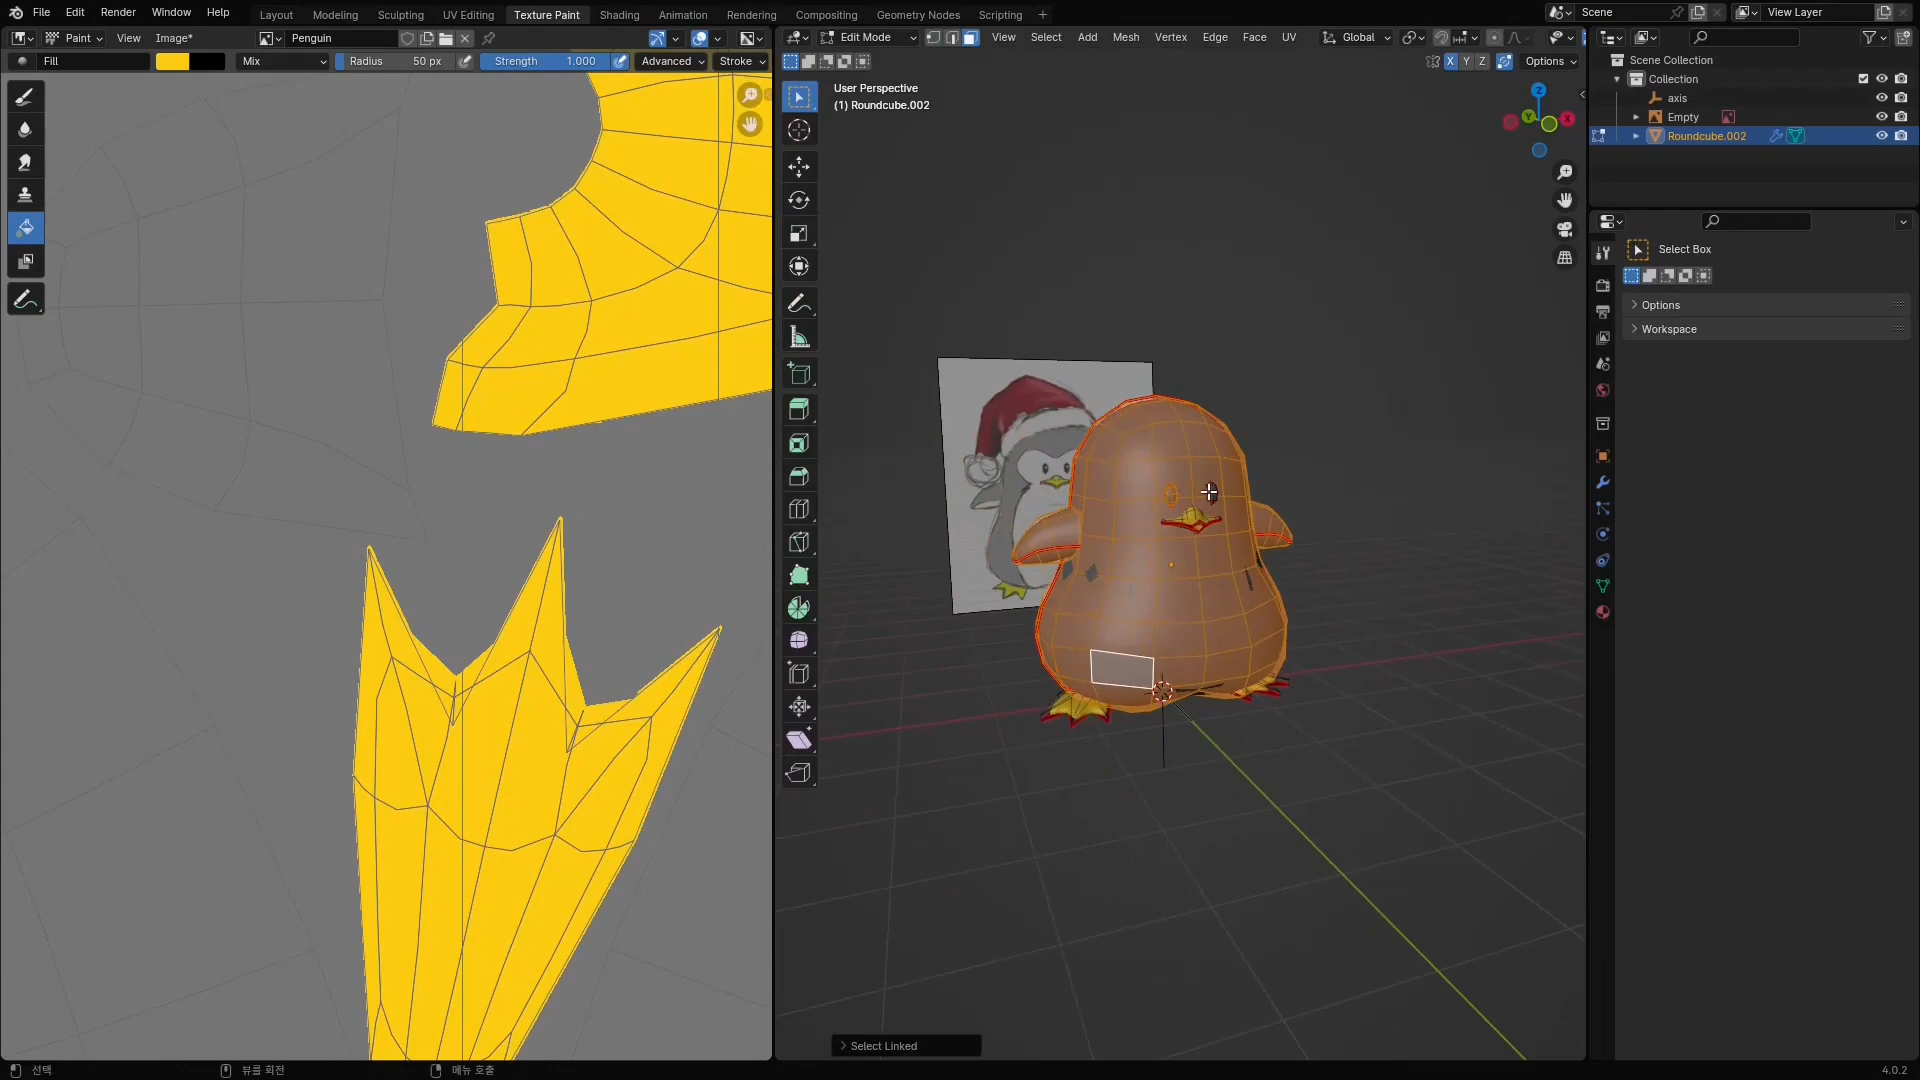 File Edit Render Window Help
Layout Modeling Sculpting UV Editing Texture Paint Shading Animation Rendering Compositing Geometry Nodes Scripting
Scene
View Layer
Paint View Image*
Penguin
Edit Mode
View Select Add Mesh Vertex Edge Face UV
Global
Fill
Mix
Radius 50 px
Strength 1.000
Advanced
Stroke
X Y Z
Options
User Perspective
(1) Roundcube.002
Z
Y
X
Select Linked
Scene Collection
Collection
axis
Empty
Roundcube.002
Select Box
Options
Workspace
선택
뷰를 회전
메뉴 호출
4.0.2